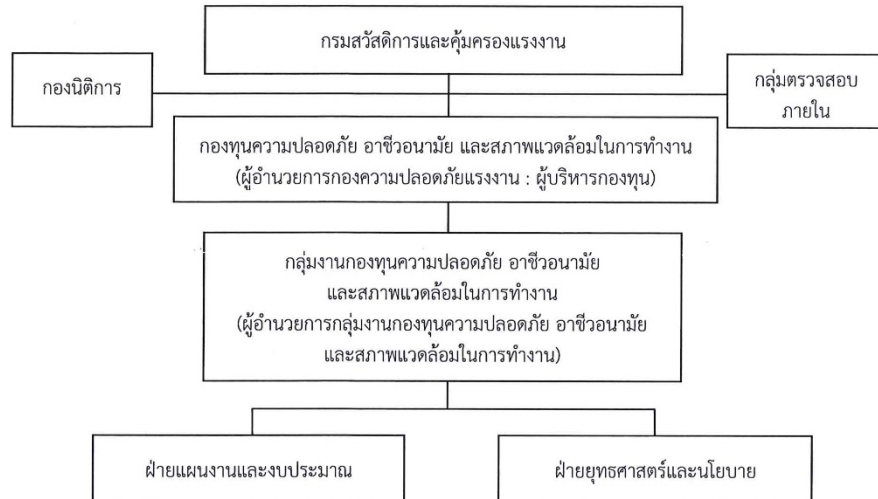 กรมสวัสดิการและคุ้มครองแรงงาน
กองนิติการ
กลุ่มตรวจสอบ
ภายใน
กองทุนความปลอดภัย อาชีวอนามัย และสภาพแวดล้อมในการทำงาน
(ผู้อำนวยการกองความปลอดภัยแรงงาน : ผู้บริหารกองทุน)
กลุ่มงานกองทุนความปลอดภัย อาชีวอนามัย
และสภาพแวดล้อมในการทำงาน
(ผู้อำนวยการกลุ่มงานกองทุนความปลอดภัย อาชีวอนามัย
และสภาพแวดล้อมในการทำงาน)
ฝ่ายแผนงานและงบประมาณ
ฝ่ายยุทธศาสตร์และนโยบาย